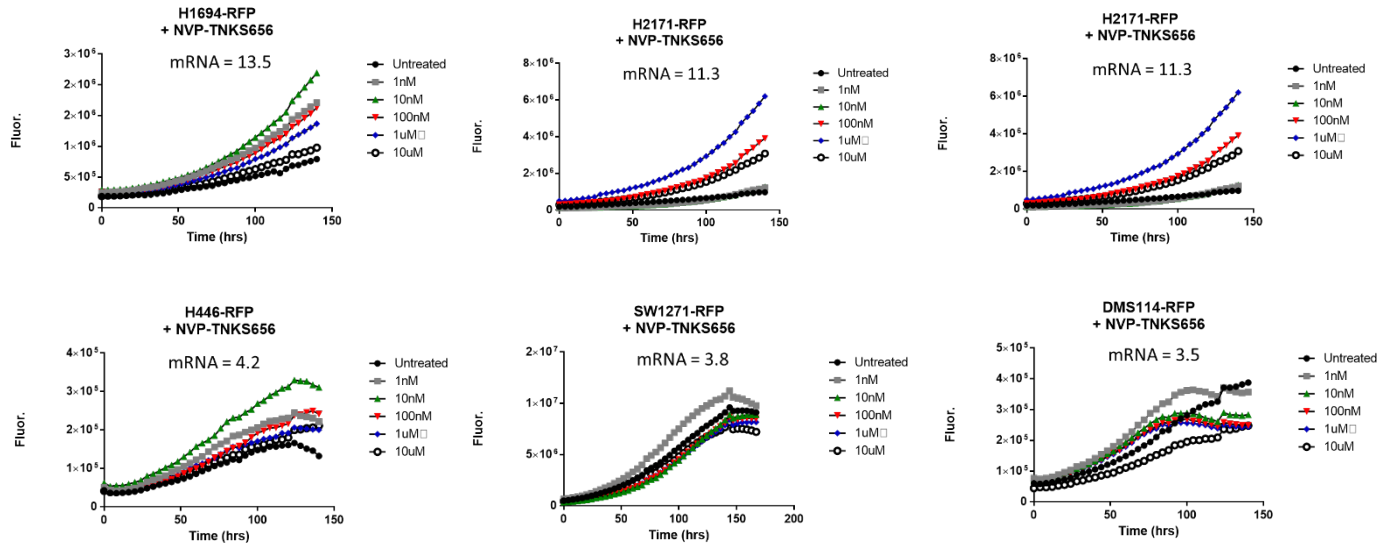 H1694-RFP
+ NVP-TNKS656
mRNA = 13.5
3×10⁶
3×10⁶
2×10⁶
2×10⁶
1×10⁶
5×10⁵
0
Fluor.
0 50 100 150
Time (hrs)
Untreated
1nM
10nM
100nM
1uM□
10uM
H2171-RFP
+ NVP-TNKS656
mRNA = 11.3
8×10⁶
6×10⁶
4×10⁶
2×10⁶
0
Fluor.
0 50 100 150
Time (hrs)
Untreated
1nM
10nM
100nM
1uM□
10uM
H2171-RFP
+ NVP-TNKS656
mRNA = 11.3
8×10⁶
6×10⁶
4×10⁶
2×10⁶
0
Fluor.
0 50 100 150
Time (hrs)
Untreated
1nM
10nM
100nM
1uM□
10uM
H446-RFP
+ NVP-TNKS656
mRNA = 4.2
4×10⁵
3×10⁵
2×10⁵
1×10⁵
0
Fluor.
0 50 100 150
Time (hrs)
Untreated
1nM
10nM
100nM
1uM□
10uM
SW1271-RFP
+ NVP-TNKS656
mRNA = 3.8
2×10⁷
1×10⁷
1×10⁷
5×10⁶
0
Fluor.
0 50 100 150 200
Time (hrs)
Untreated
1nM
10nM
100nM
1uM□
10uM
DMS114-RFP
+ NVP-TNKS656
mRNA = 3.5
5×10⁵
4×10⁵
3×10⁵
2×10⁵
1×10⁵
0
Fluor.
0 50 100 150
Time (hrs)
Untreated
1nM
10nM
100nM
1uM□
10uM